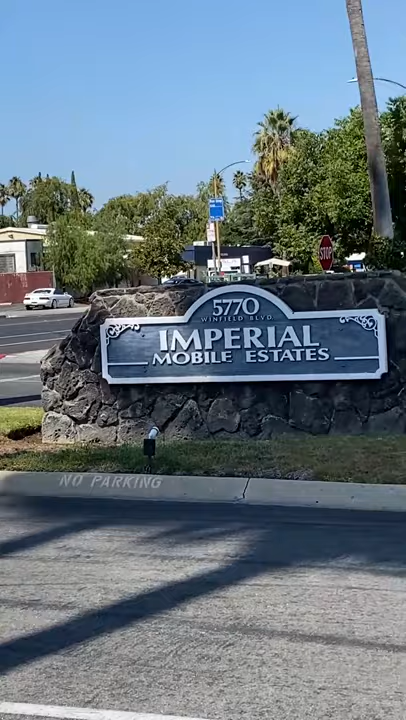 5770
WINFIELD BLVD.
IMPERIAL
MOBILE ESTATES
STOP
NO PARKING